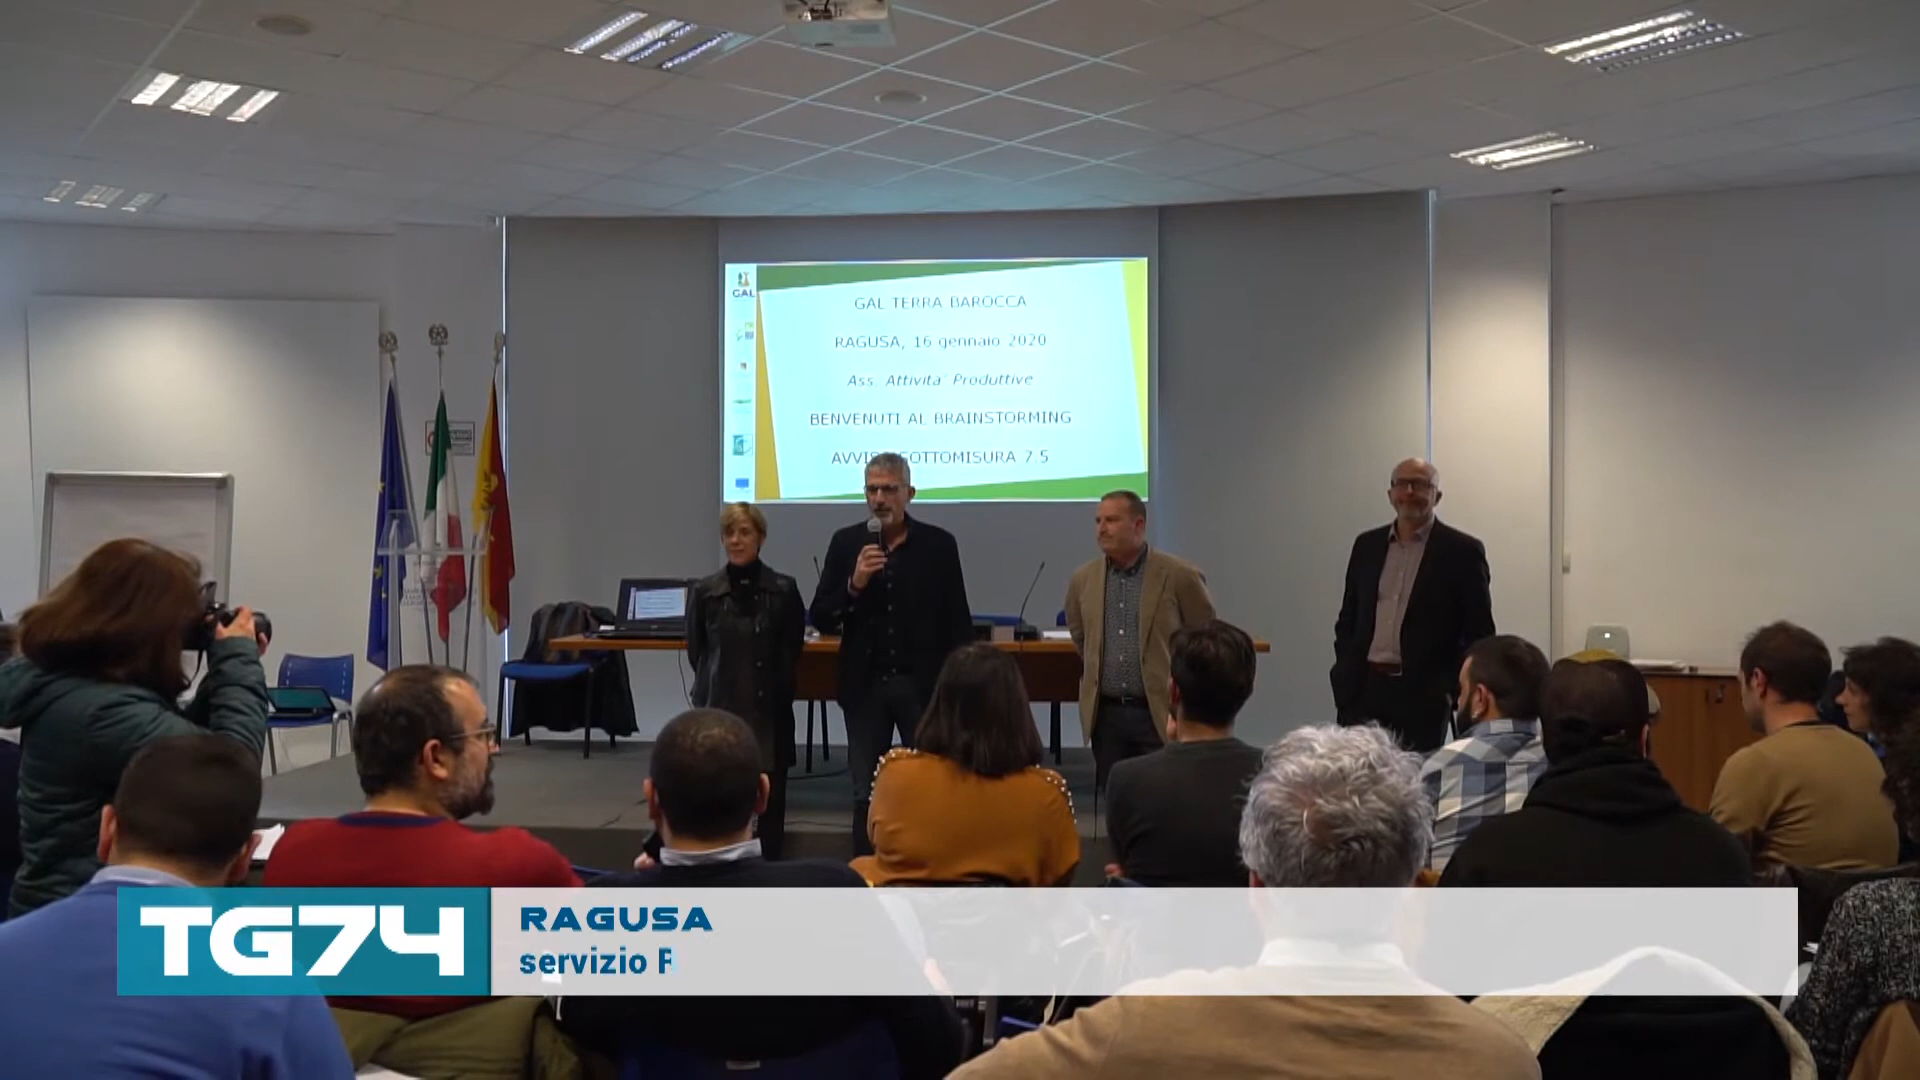 GAL
GAL TERRA BAROCCA
RAGUSA, 16 gennaio 2020
Ass. Attivita' Produttive
BENVENUTI AL BRAINSTORMING
SOTTOMISURA 7.5
TG74
RAGUSA
servizio